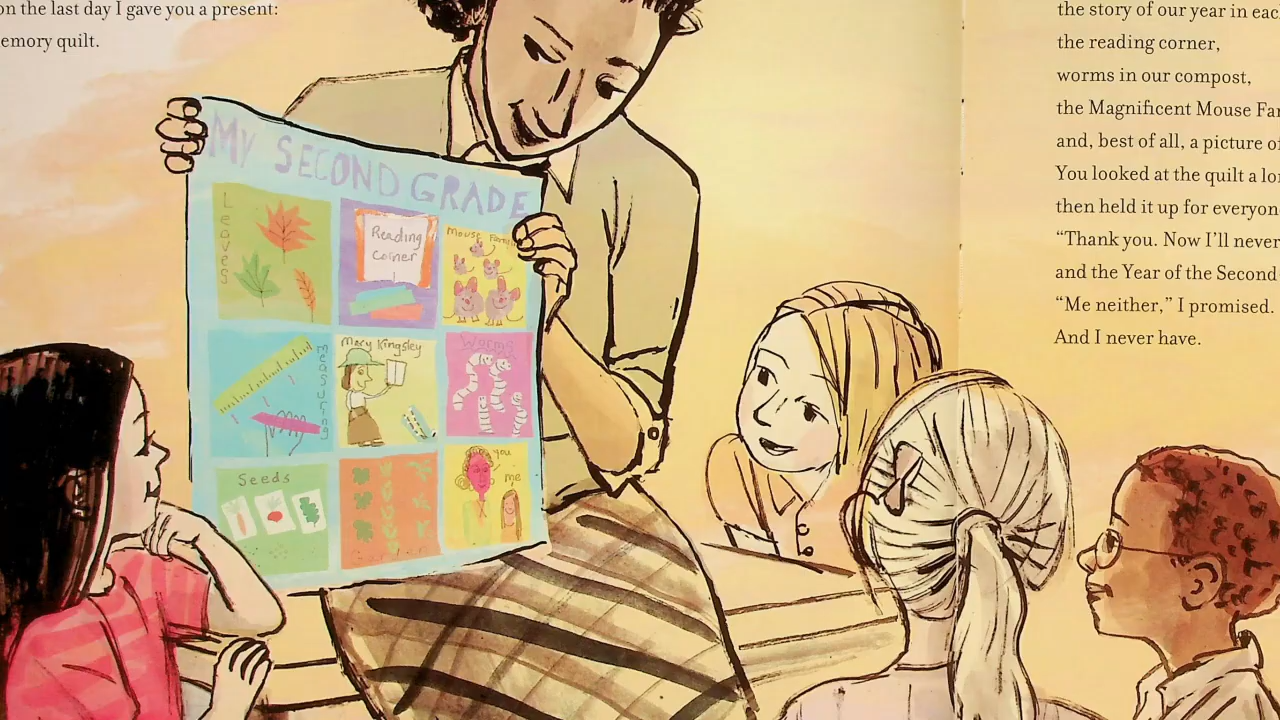 on the last day I gave you a present:
emory quilt.
MY SECOND GRADE
Leaves
Reading
corner
Mouse Family
measuring
Mary Kingsley
Worms
Seeds
you
me
the story of our year in eac
the reading corner,
worms in our compost,
the Magnificent Mouse Fa
and, best of all, a picture o
You looked at the quilt a lo
then held it up for everyon
“Thank you. Now I’ll never
and the Year of the Second
“Me neither,” I promised.
And I never have.